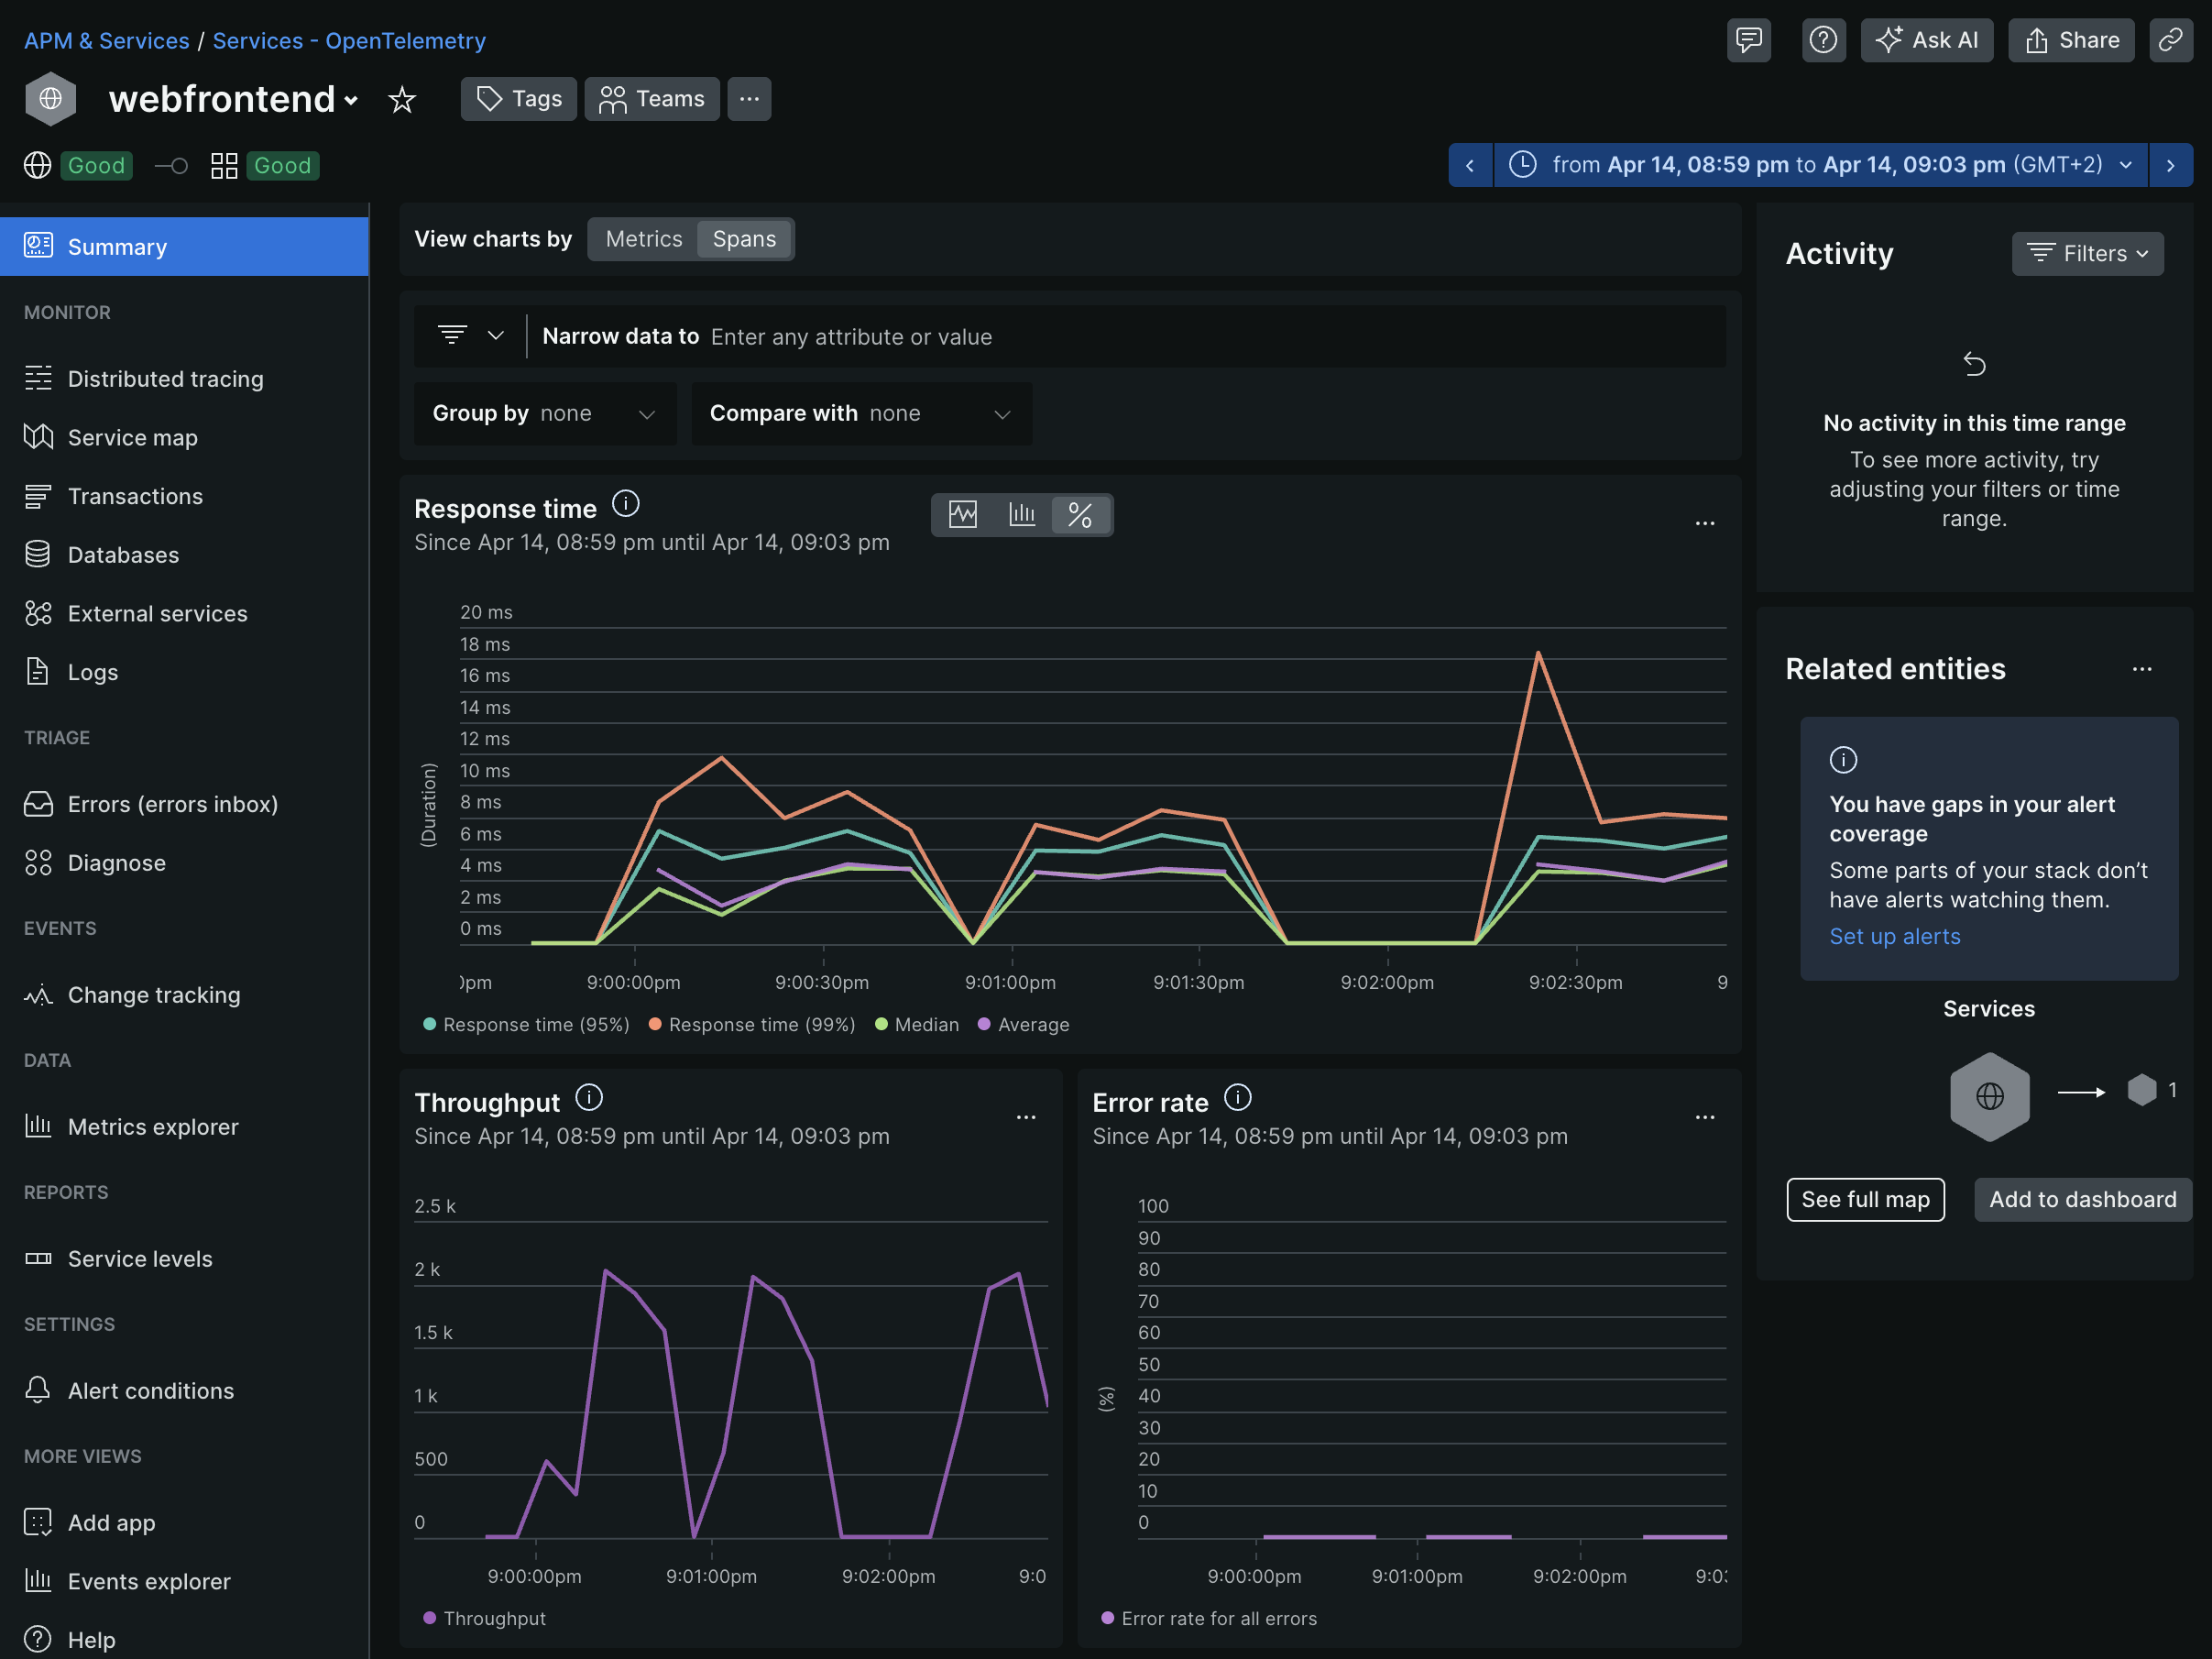 APM & Services / Services - OpenTelemetry
Ask AI
Share
webfrontend
Tags
Teams
Good
Good
from Apr 14, 08:59 pm to Apr 14, 09:03 pm (GMT+2)
Summary
MONITOR
Distributed tracing
Service map
Transactions
Databases
External services
Logs
TRIAGE
Errors (errors inbox)
Diagnose
EVENTS
Change tracking
DATA
Metrics explorer
REPORTS
Service levels
SETTINGS
Alert conditions
MORE VIEWS
Add app
Events explorer
Help
View charts by
Metrics
Spans
Narrow data to Enter any attribute or value
Group by none
Compare with none
Response time
Since Apr 14, 08:59 pm until Apr 14, 09:03 pm
%
(Duration)
20 ms
18 ms
16 ms
14 ms
12 ms
10 ms
8 ms
6 ms
4 ms
2 ms
0 ms
0pm
9:00:00pm
9:00:30pm
9:01:00pm
9:01:30pm
9:02:00pm
9:02:30pm
9
Response time (95%)
Response time (99%)
Median
Average
Throughput
Since Apr 14, 08:59 pm until Apr 14, 09:03 pm
2.5 k
2 k
1.5 k
1 k
500
0
9:00:00pm
9:01:00pm
9:02:00pm
9:0
Throughput
Error rate
Since Apr 14, 08:59 pm until Apr 14, 09:03 pm
(%)
100
90
80
70
60
50
40
30
20
10
0
9:00:00pm
9:01:00pm
9:02:00pm
9:03
Error rate for all errors
Activity
Filters
No activity in this time range
To see more activity, try
adjusting your filters or time
range.
Related entities
You have gaps in your alert
coverage
Some parts of your stack don’t
have alerts watching them.
Set up alerts
Services
1
See full map
Add to dashboard